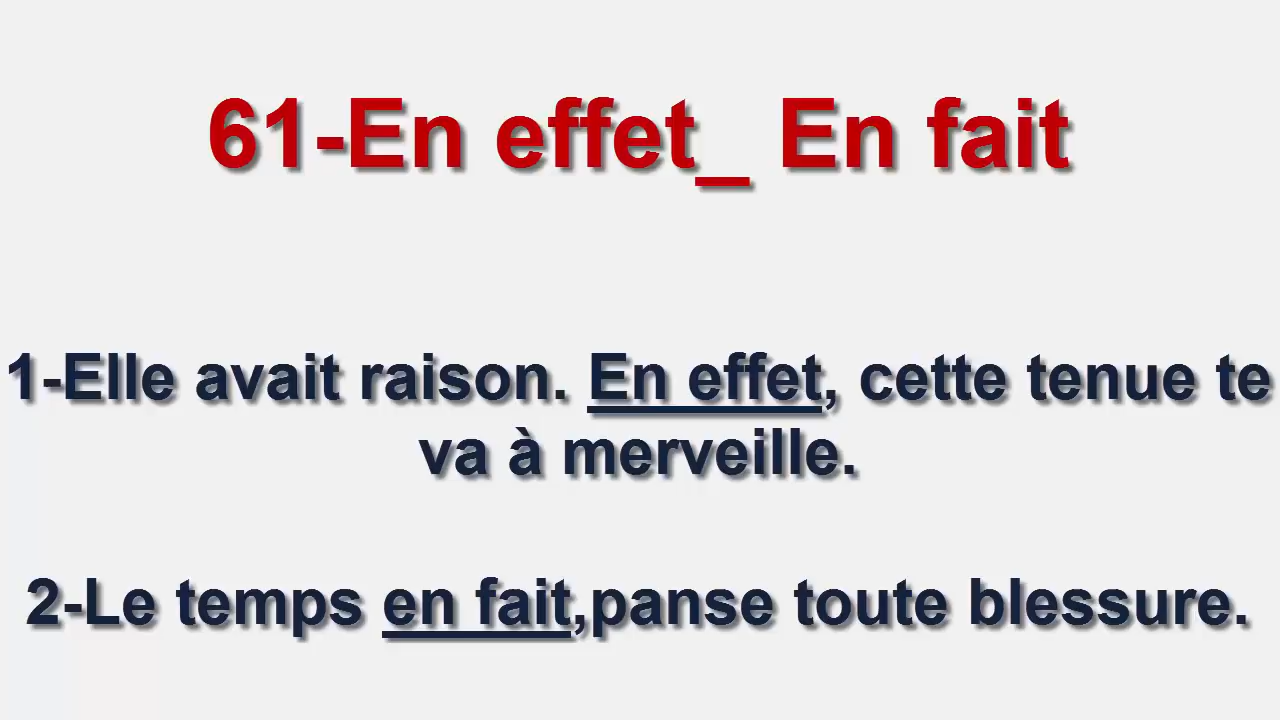 61-En effet_ En fait
1-Elle avait raison. En effet, cette tenue te
va à merveille.
2-Le temps en fait,panse toute blessure.